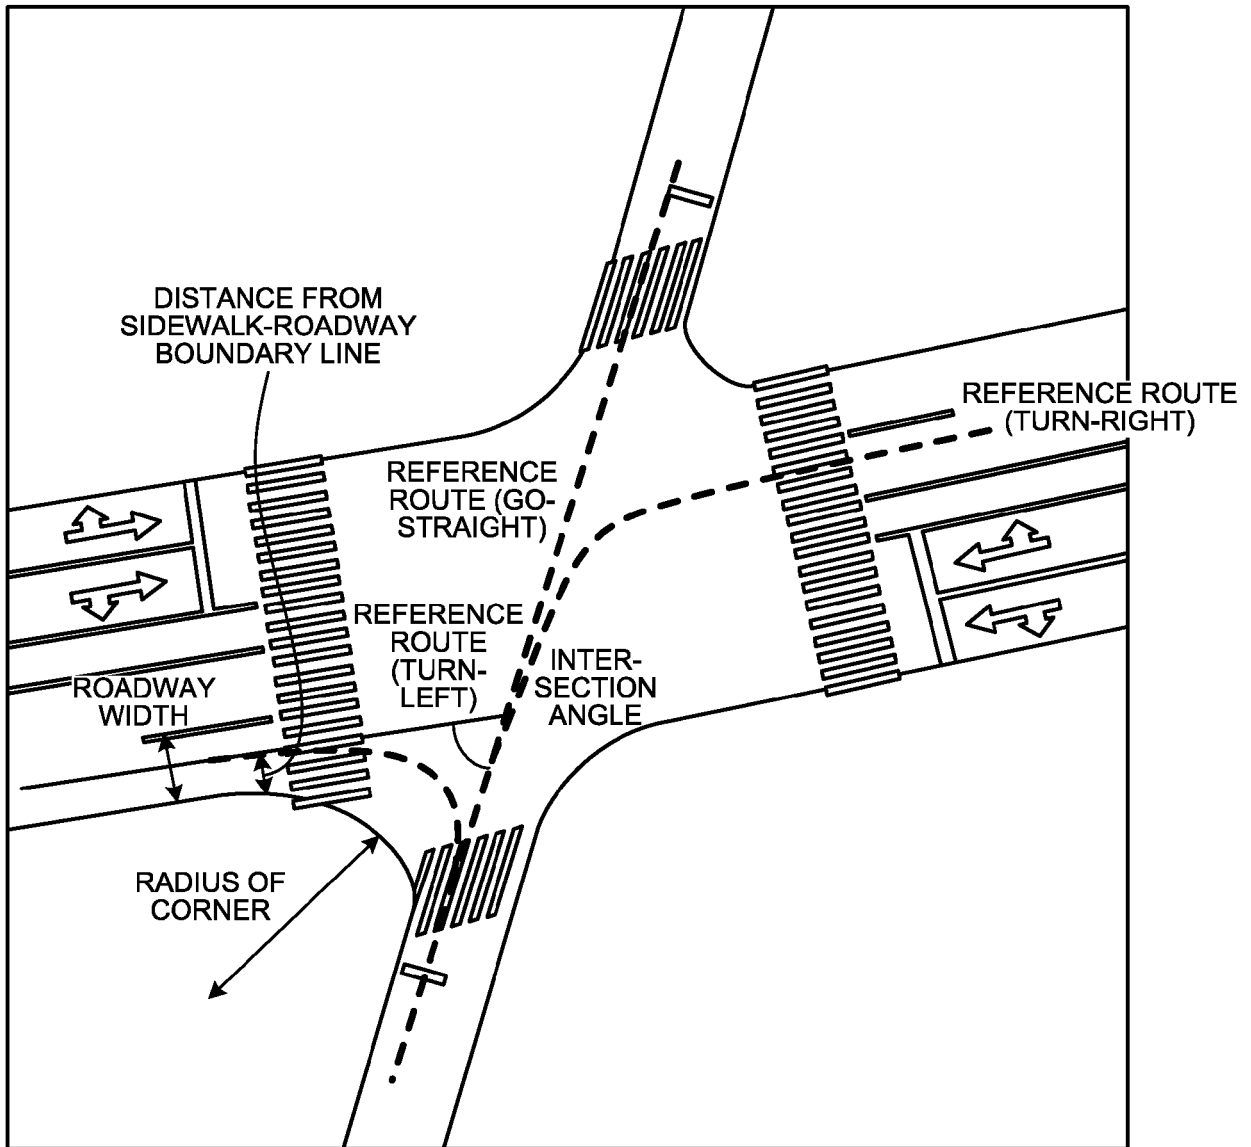 DISTANCE FROM
SIDEWALK-ROADWAY
BOUNDARY LINE
REFERENCE ROUTE
(TURN-RIGHT)
REFERENCE
ROUTE (GO-
STRAIGHT)
REFERENCE
ROUTE
(TURN-
LEFT)
INTER-
SECTION
ANGLE
ROADWAY
WIDTH
RADIUS OF
CORNER